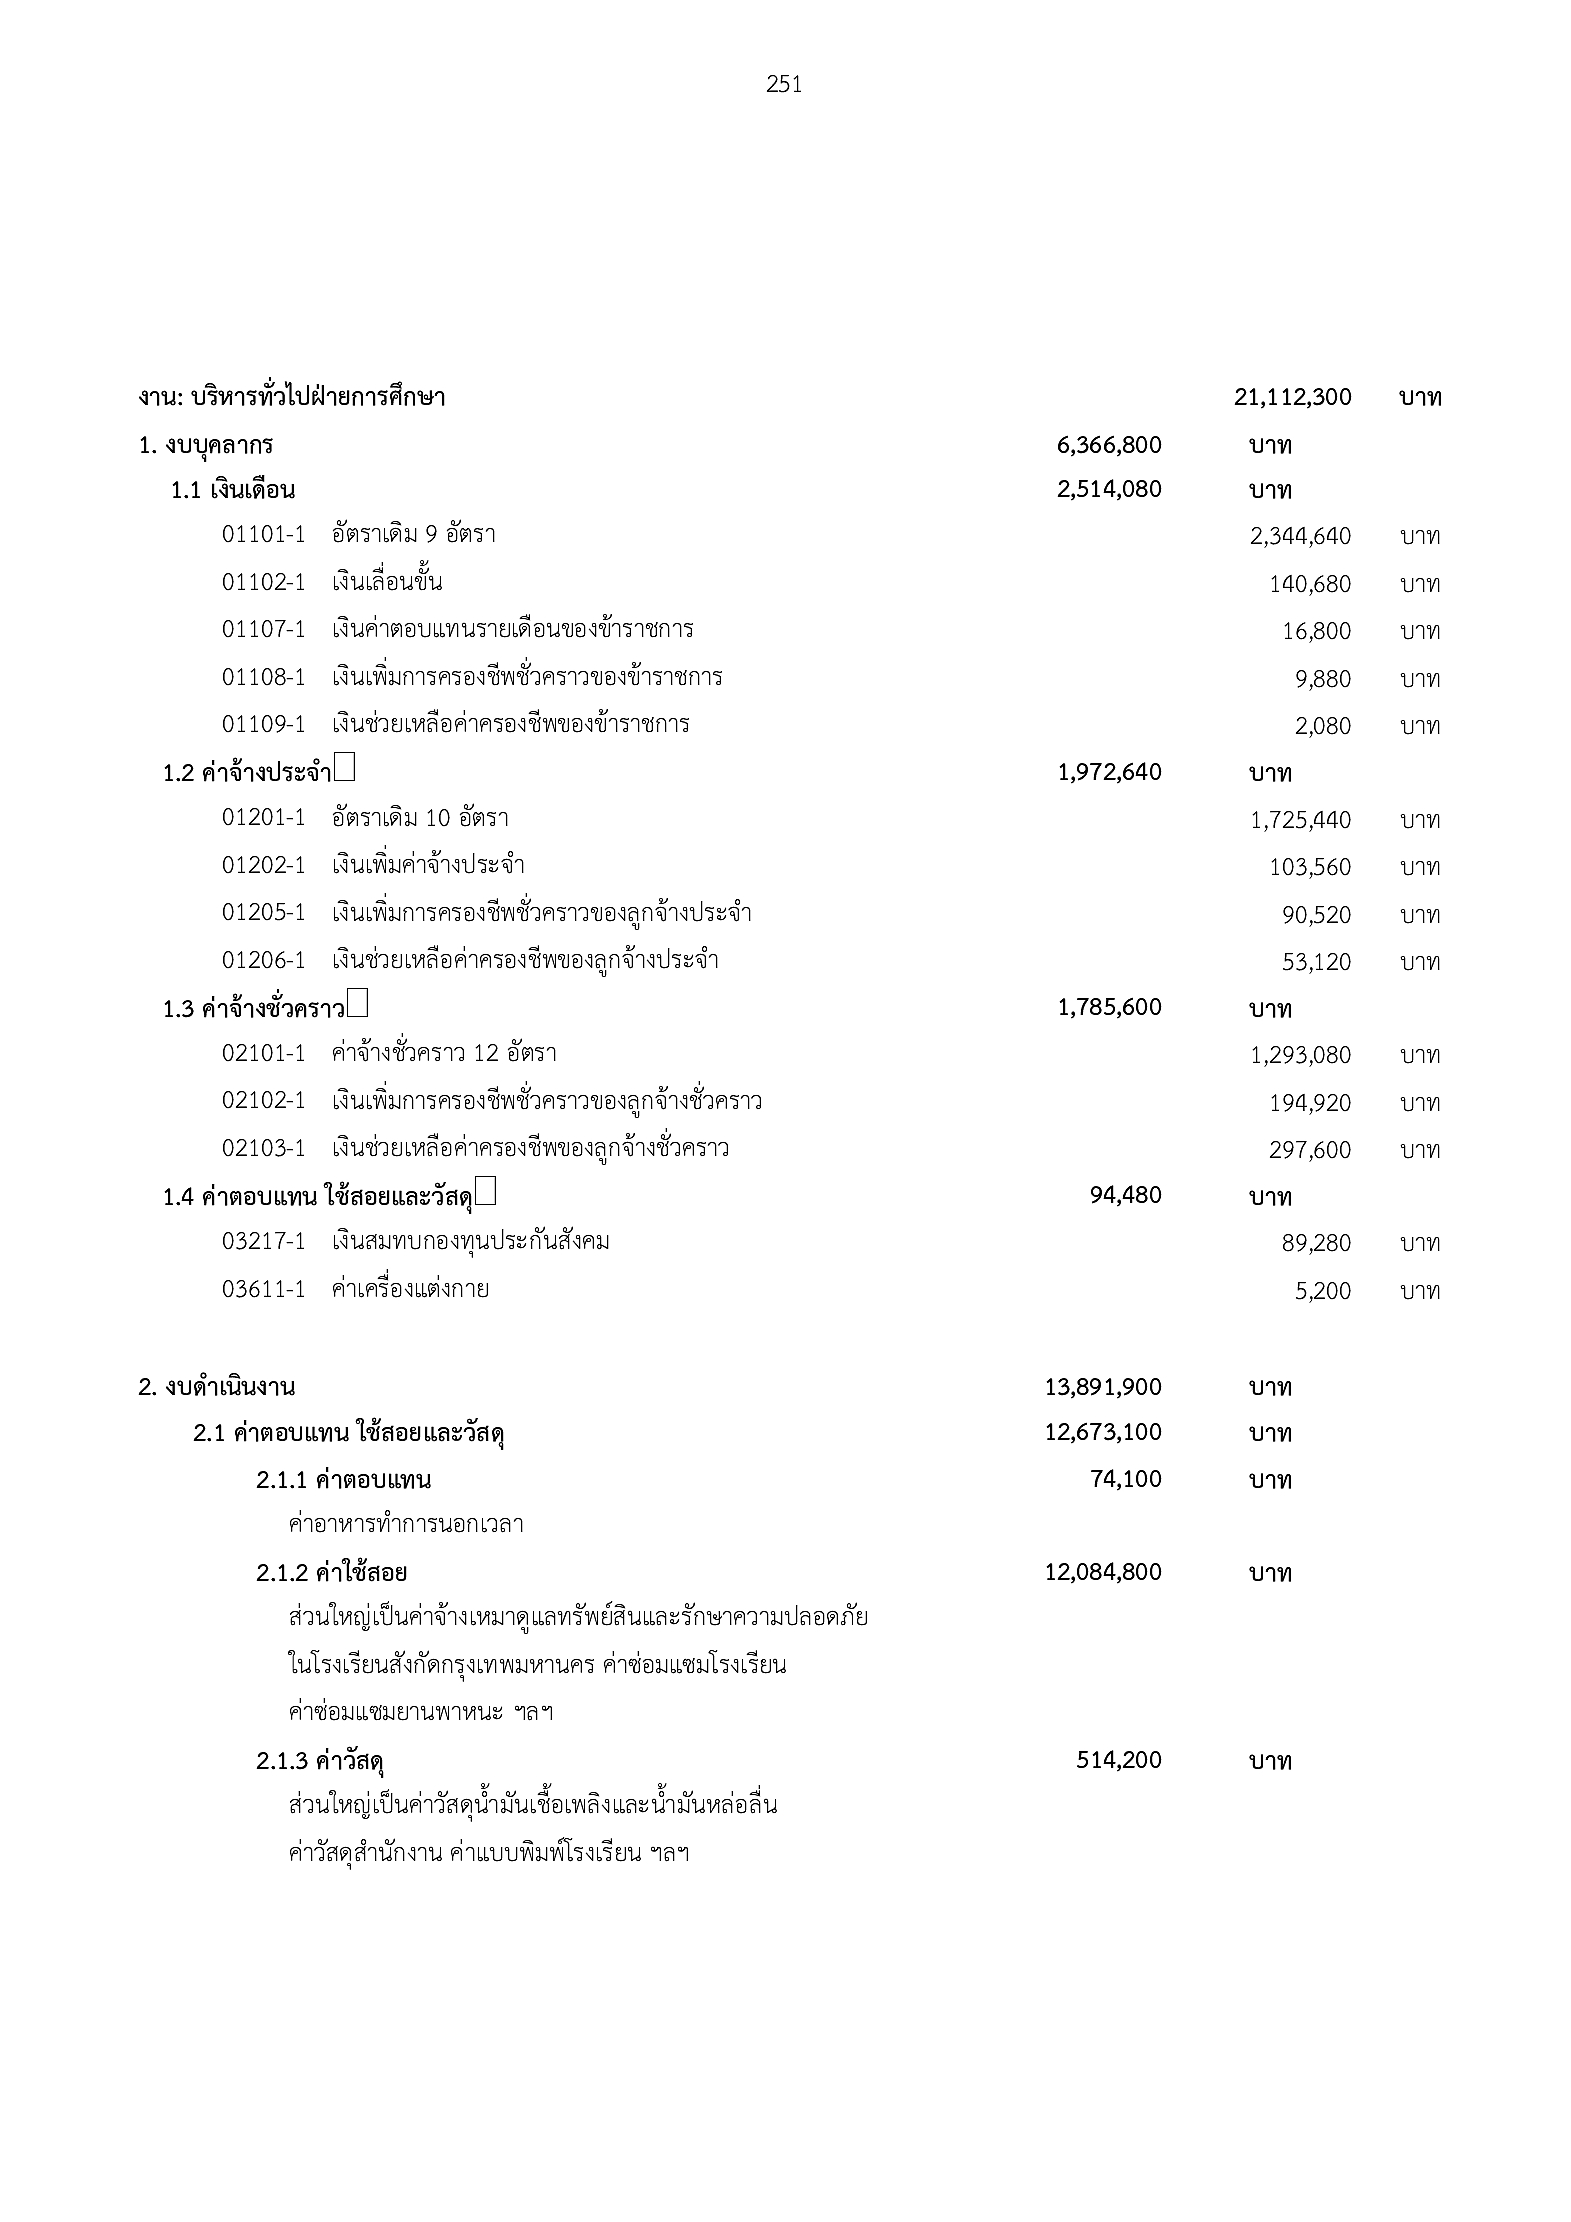 251
งาน: บริหารทั่วไปฝ่ายการศึกษา 21,112,300 บาท
1. งบบุคลากร 6,366,800 บาท
1.1 เงินเดือน 2,514,080 บาท
01101-1 อัตราเดิม 9 อัตรา 2,344,640 บาท
01102-1 เงินเลื่อนขั้น 140,680 บาท
01107-1 เงินค่าตอบแทนรายเดือนของข้าราชการ 16,800 บาท
01108-1 เงินเพิ่มการครองชีพชั่วคราวของข้าราชการ 9,880 บาท
01109-1 เงินช่วยเหลือค่าครองชีพของข้าราชการ 2,080 บาท
1.2 ค่าจ้างประจำ 1,972,640 บาท
01201-1 อัตราเดิม 10 อัตรา 1,725,440 บาท
01202-1 เงินเพิ่มค่าจ้างประจำ 103,560 บาท
01205-1 เงินเพิ่มการครองชีพชั่วคราวของลูกจ้างประจำ 90,520 บาท
01206-1 เงินช่วยเหลือค่าครองชีพของลูกจ้างประจำ 53,120 บาท
1.3 ค่าจ้างชั่วคราว 1,785,600 บาท
02101-1 ค่าจ้างชั่วคราว 12 อัตรา 1,293,080 บาท
02102-1 เงินเพิ่มการครองชีพชั่วคราวของลูกจ้างชั่วคราว 194,920 บาท
02103-1 เงินช่วยเหลือค่าครองชีพของลูกจ้างชั่วคราว 297,600 บาท
1.4 ค่าตอบแทน ใช้สอยและวัสดุ 94,480 บาท
03217-1 เงินสมทบกองทุนประกันสังคม 89,280 บาท
03611-1 ค่าเครื่องแต่งกาย 5,200 บาท
2. งบดำเนินงาน 13,891,900 บาท
2.1 ค่าตอบแทน ใช้สอยและวัสดุ 12,673,100 บาท
2.1.1 ค่าตอบแทน 74,100 บาท
ค่าอาหารทำการนอกเวลา
2.1.2 ค่าใช้สอย 12,084,800 บาท
ส่วนใหญ่เป็นค่าจ้างเหมาดูแลทรัพย์สินและรักษาความปลอดภัย
ในโรงเรียนสังกัดกรุงเทพมหานคร ค่าซ่อมแซมโรงเรียน
ค่าซ่อมแซมยานพาหนะ ฯลฯ
2.1.3 ค่าวัสดุ 514,200 บาท
ส่วนใหญ่เป็นค่าวัสดุน้ำมันเชื้อเพลิงและน้ำมันหล่อลื่น
ค่าวัสดุสำนักงาน ค่าแบบพิมพ์โรงเรียน ฯลฯ